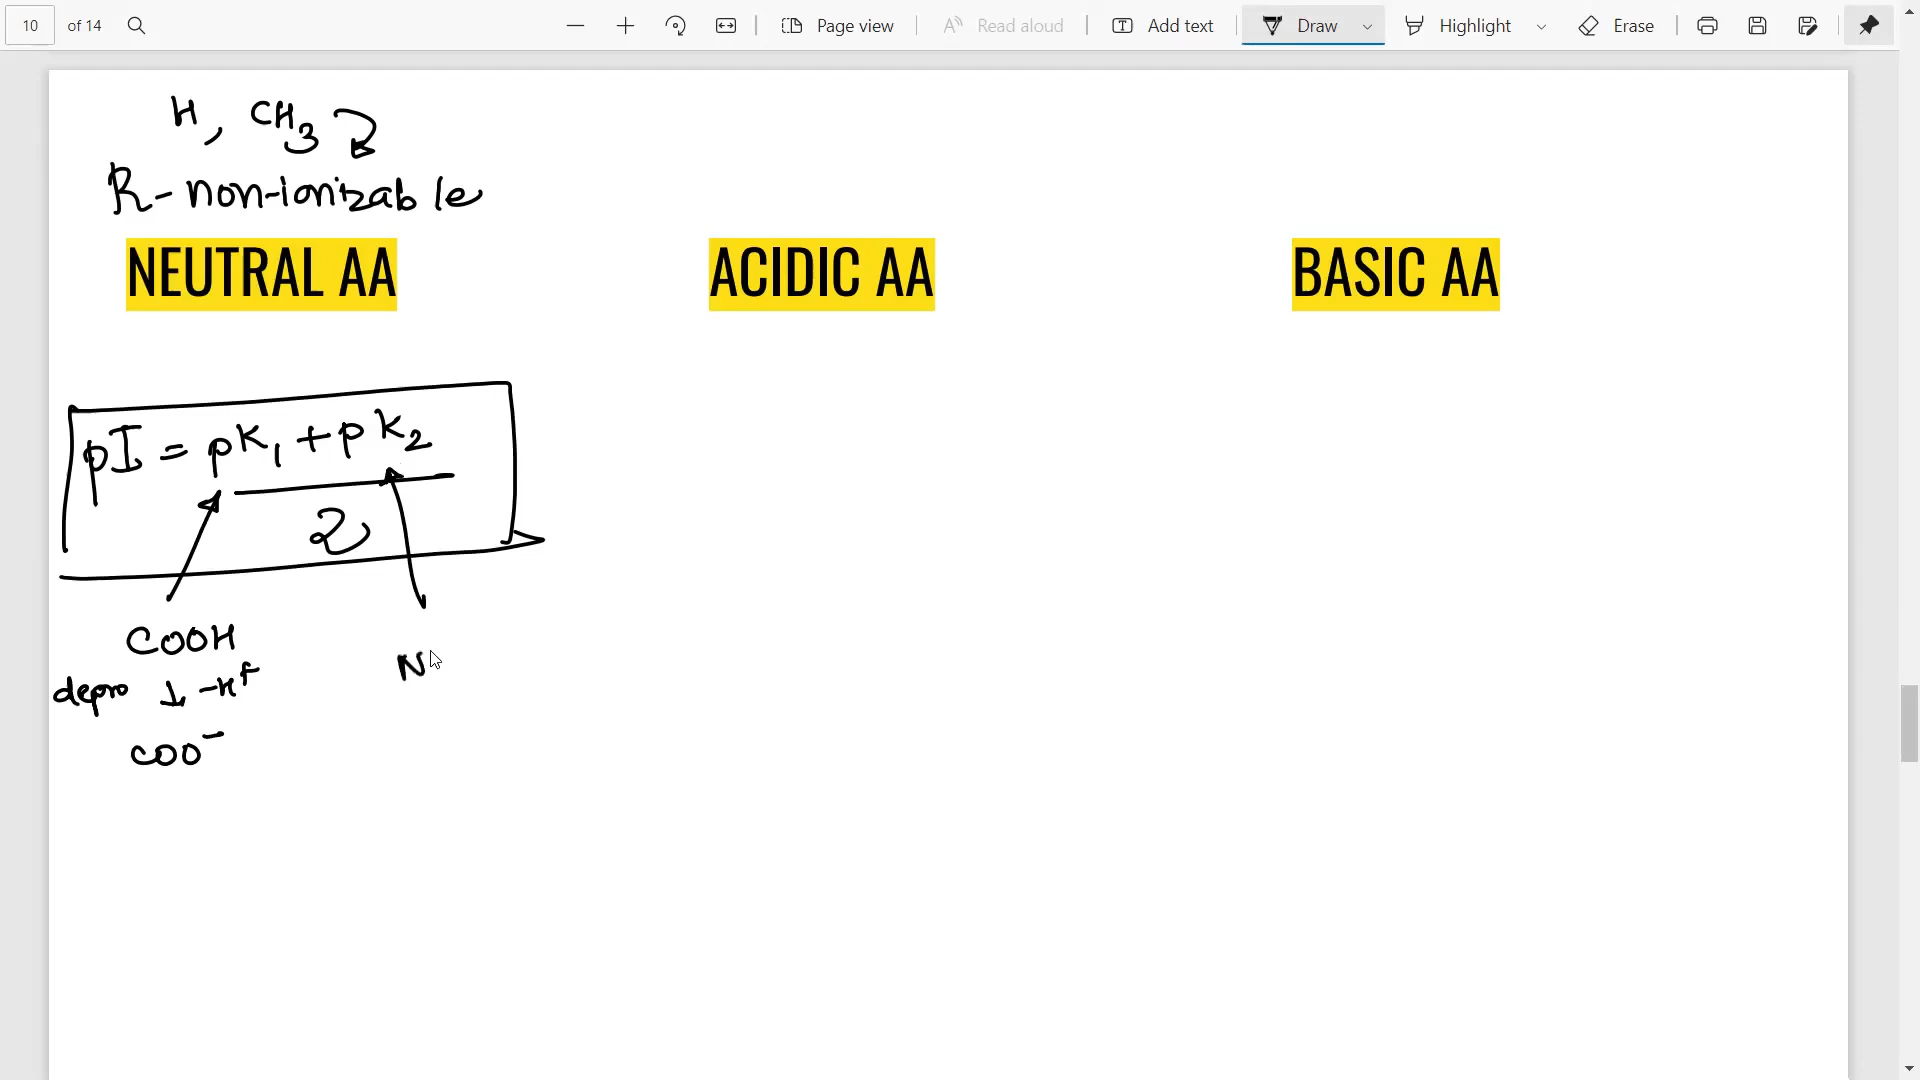 10 of 14 Page view Read aloud Add text Draw Highlight Erase
H, CH3
R- non-ionizable
NEUTRAL AA ACIDIC AA BASIC AA
pI = pK1 + pK2
2
COOH
N
depro ↓ -H+
COO-